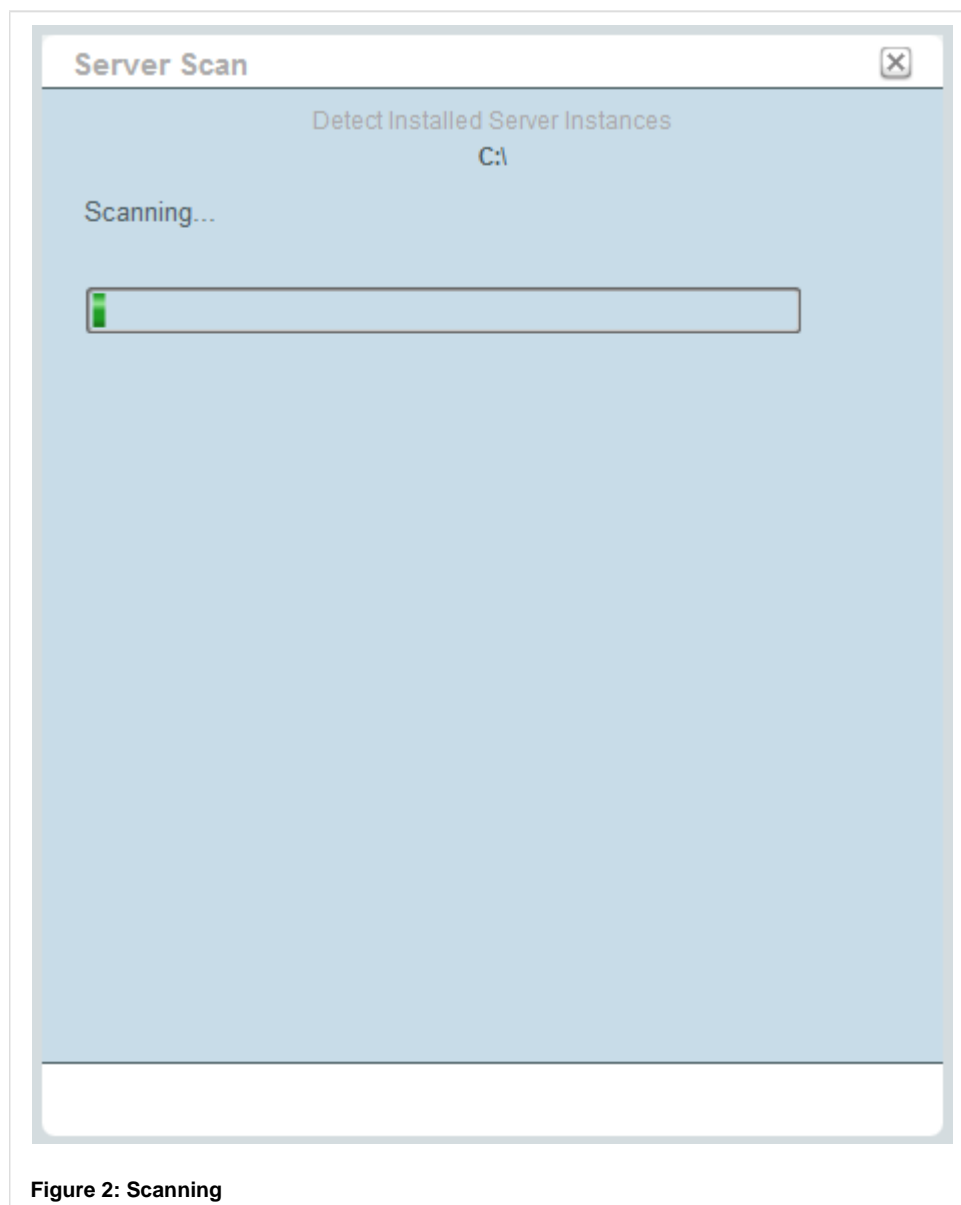 Server Scan
Detect Installed Server Instances
C:\
Scanning...
Figure 2: Scanning